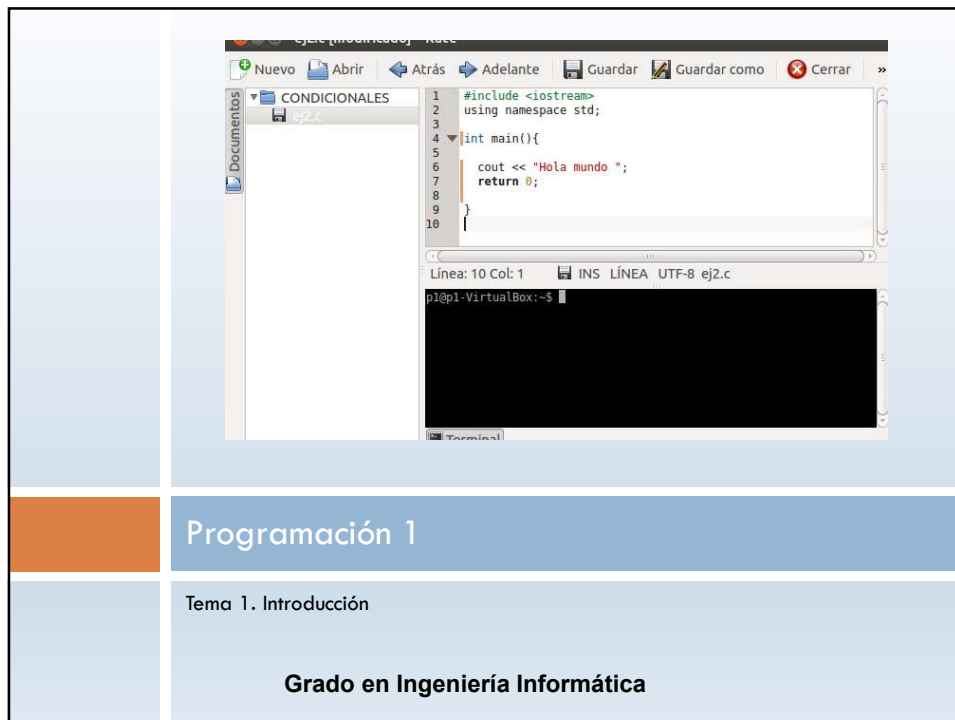 Nuevo Abrir Atrás Adelante Guardar Guardar como Cerrar »
Documentos
CONDICIONALES
ej2.c
1 #include <iostream>
2 using namespace std;
3
4 int main(){
5
6 cout << "Hola mundo ";
7 return 0;
8
9 }
10
Línea: 10 Col: 1 INS LÍNEA UTF-8 ej2.c
p1@p1-VirtualBox:~$
Terminal
Programación 1
Tema 1. Introducción
Grado en Ingeniería Informática